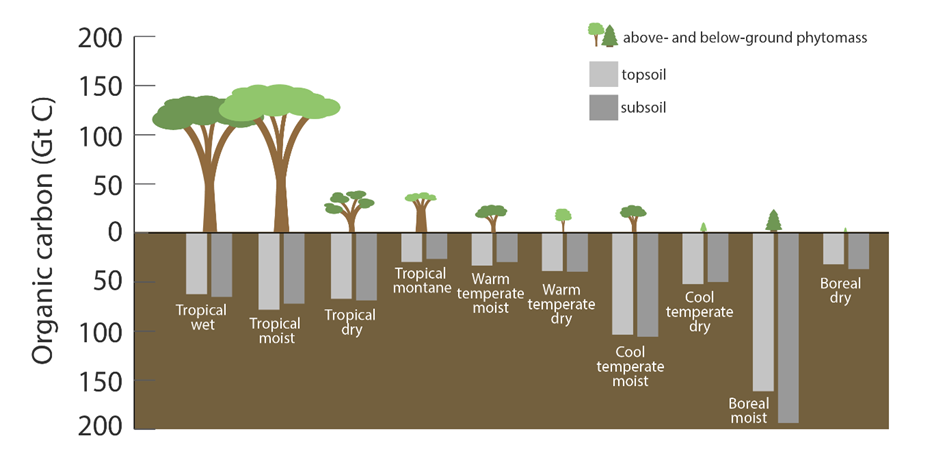 200
150
100
50
0
50
100
150
200
Organic carbon (Gt C)
above- and below-ground phytomass
topsoil
subsoil
Tropical
wet
Tropical
moist
Tropical
dry
Tropical
montane
Warm
temperate
moist
Warm
temperate
dry
Cool
temperate
moist
Cool
temperate
dry
Boreal
moist
Boreal
dry